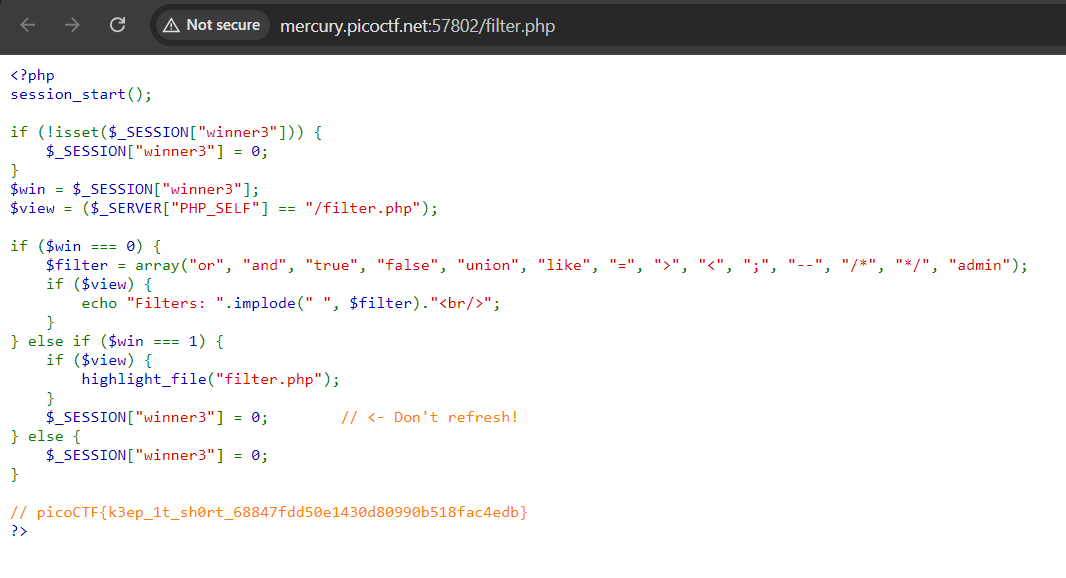 Not secure mercury.picoctf.net:57802/filter.php
<?php
session_start();
if (!isset($_SESSION["winner3"])) {
    $_SESSION["winner3"] = 0;
}
$win = $_SESSION["winner3"];
$view = ($_SERVER["PHP_SELF"] == "/filter.php");
if ($win === 0) {
    $filter = array("or", "and", "true", "false", "union", "like", "=", ">", "<", ";", "--", "/*", "*/", "admin");
    if ($view) {
        echo "Filters: ".implode(" ", $filter)."<br/>";
    }
} else if ($win === 1) {
    if ($view) {
        highlight_file("filter.php");
    }
    $_SESSION["winner3"] = 0;        // <- Don't refresh!
} else {
    $_SESSION["winner3"] = 0;
}
// picoCTF{k3ep_1t_sh0rt_68847fdd50e1430d80990b518fac4edb}
?>